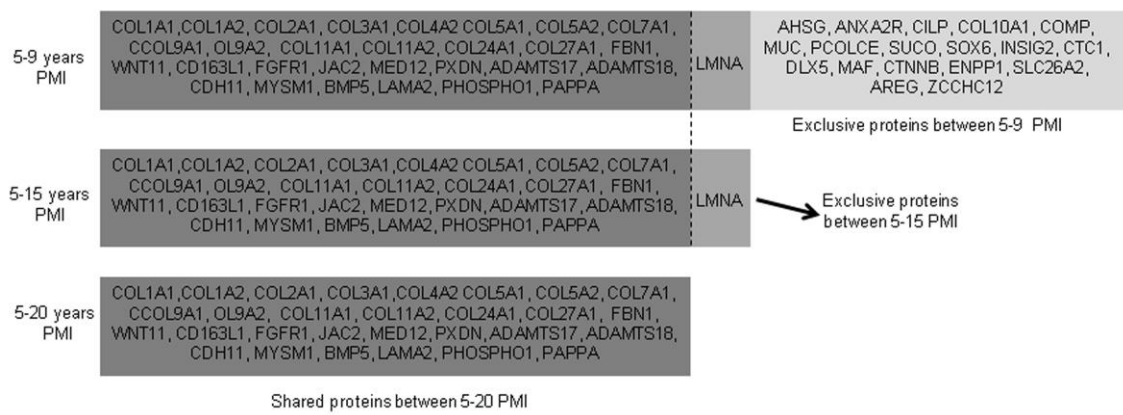 5-9 years
PMI
COL1A1,COL1A2, COL2A1, COL3A1,COL4A2 COL5A1, COL5A2, COL7A1,
CCOL9A1, OL9A2, COL11A1, COL11A2, COL24A1, COL27A1, FBN1,
WNT11, CD163L1, FGFR1, JAC2, MED12, PXDN, ADAMTS17, ADAMTS18,
CDH11, MYSM1, BMP5, LAMA2, PHOSPHO1, PAPPA
LMNA
AHSG, ANXA2R, CILP, COL10A1, COMP,
MUC, PCOLCE, SUCO, SOX6, INSIG2, CTC1,
DLX5, MAF, CTNNB, ENPP1, SLC26A2,
AREG, ZCCHC12
Exclusive proteins between 5-9 PMI
5-15 years
PMI
COL1A1,COL1A2, COL2A1, COL3A1,COL4A2 COL5A1, COL5A2, COL7A1,
CCOL9A1, OL9A2, COL11A1, COL11A2, COL24A1, COL27A1, FBN1,
WNT11, CD163L1, FGFR1, JAC2, MED12, PXDN, ADAMTS17, ADAMTS18,
CDH11, MYSM1, BMP5, LAMA2, PHOSPHO1, PAPPA
LMNA
Exclusive proteins
between 5-15 PMI
5-20 years
PMI
COL1A1,COL1A2, COL2A1, COL3A1,COL4A2 COL5A1, COL5A2, COL7A1,
CCOL9A1, OL9A2, COL11A1, COL11A2, COL24A1, COL27A1, FBN1,
WNT11, CD163L1, FGFR1, JAC2, MED12, PXDN, ADAMTS17, ADAMTS18,
CDH11, MYSM1, BMP5, LAMA2, PHOSPHO1, PAPPA
Shared proteins between 5-20 PMI